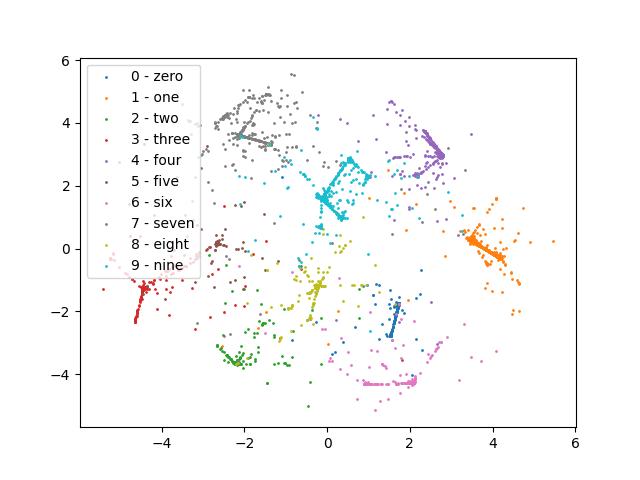 6
4
2
0
−2
−4
−4
−2
0
2
4
6
0 - zero
1 - one
2 - two
3 - three
4 - four
5 - five
6 - six
7 - seven
8 - eight
9 - nine